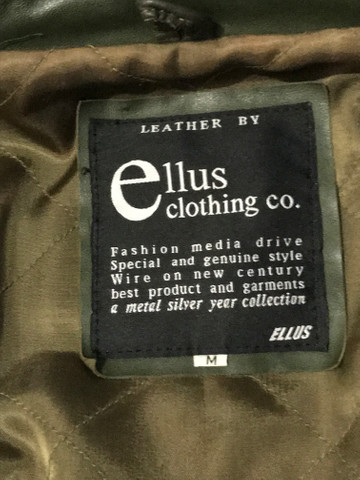 LEATHER BY
ellus
clothing co.
Fashion media drive
Special and genuine style
Wire on new century
best product and garments
a metal silver year collection
ELLUS
M